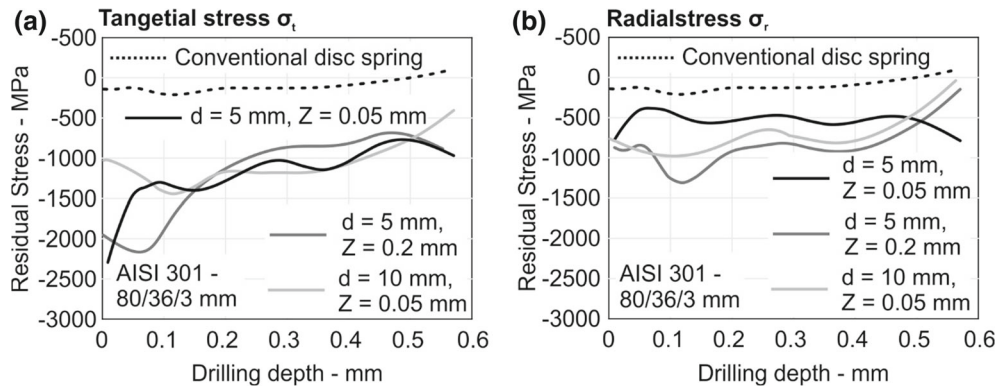 (a) Tangetial stress σt
-500
0
-500
-1000
-1500
-2000
-2500
-3000
Residual Stress - MPa
Conventional disc spring
d = 5 mm, Z = 0.05 mm
d = 5 mm,
Z = 0.2 mm
d = 10 mm,
Z = 0.05 mm
AISI 301 -
80/36/3 mm
0 0.1 0.2 0.3 0.4 0.5 0.6
Drilling depth - mm
(b) Radialstress σr
-500
0
-500
-1000
-1500
-2000
-2500
-3000
Residual Stress - MPa
Conventional disc spring
d = 5 mm,
Z = 0.05 mm
d = 5 mm,
Z = 0.2 mm
d = 10 mm,
Z = 0.05 mm
AISI 301 -
80/36/3 mm
0 0.1 0.2 0.3 0.4 0.5 0.6
Drilling depth - mm